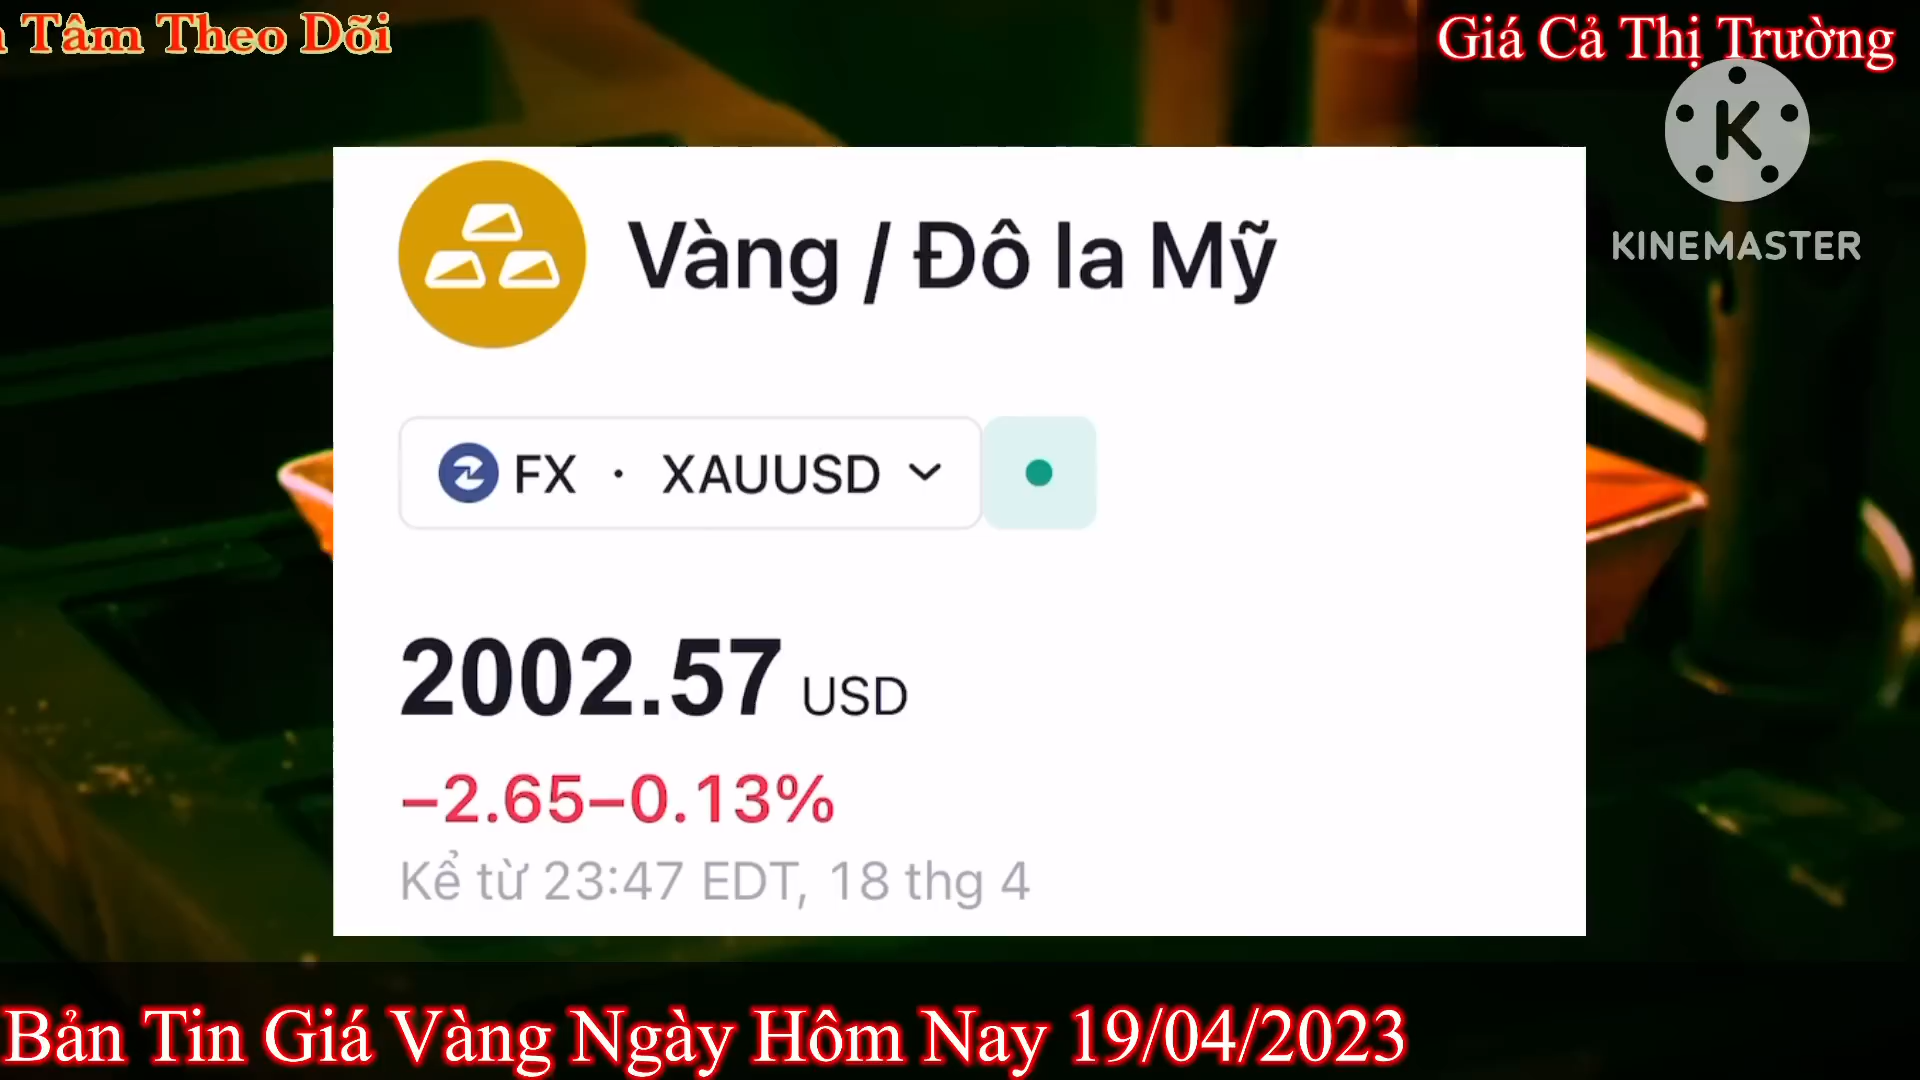 Tâm Theo Dõi
Giá Cả Thị Trường
K
KINEMASTER
Vàng / Đô la Mỹ
FX · XAUUSD
2002.57 USD
−2.65−0.13%
Kể từ 23:47 EDT, 18 thg 4
Bản Tin Giá Vàng Ngày Hôm Nay 19/04/2023